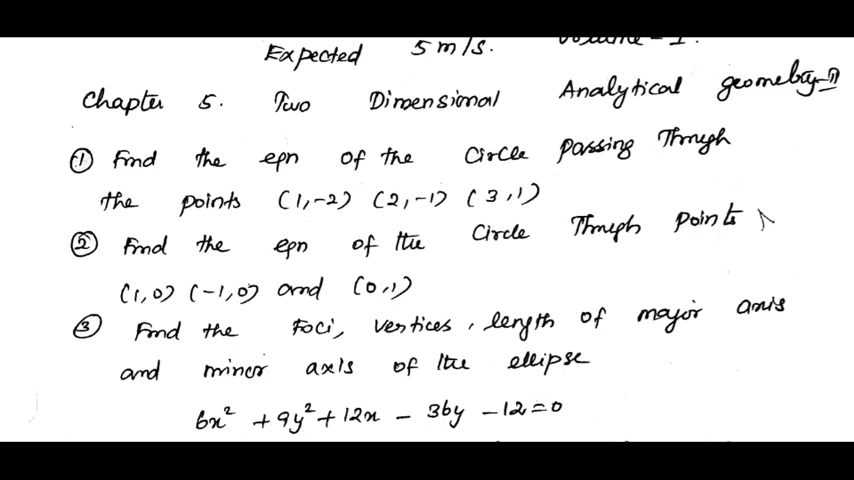 Expected 5m/s. Volume-I.
Chapter 5. Two Dimensional Analytical geometry-II
① Find the eqn of the Circle passing Through
the points (1,-2) (2,-1) (3,1)
② Find the eqn of the Circle Through points
(1,0) (-1,0) and (0,1)
③ Find the Foci, vertices, length of major axis
and minor axis of the ellipse
6x² + 9y² + 12x - 36y - 12 = 0